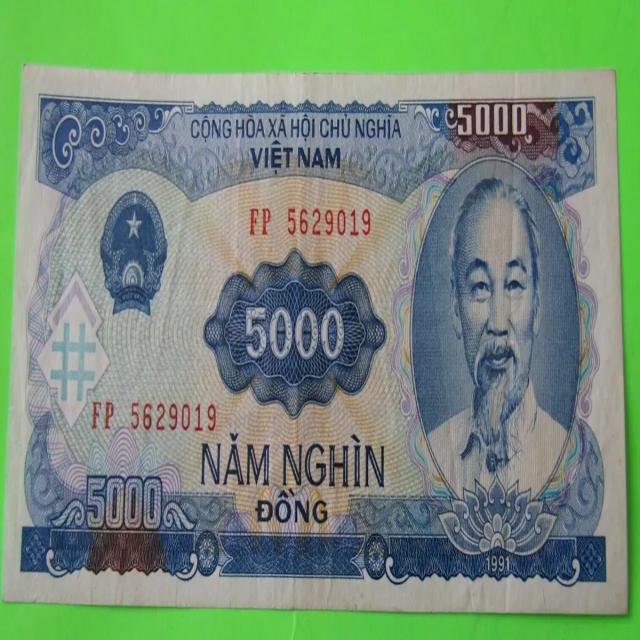 CỘNG HÒA XÃ HỘI CHỦ NGHĨA
VIỆT NAM
5000
FP 5629019
5000
FP 5629019
NĂM NGHÌN
ĐỒNG
5000
1991